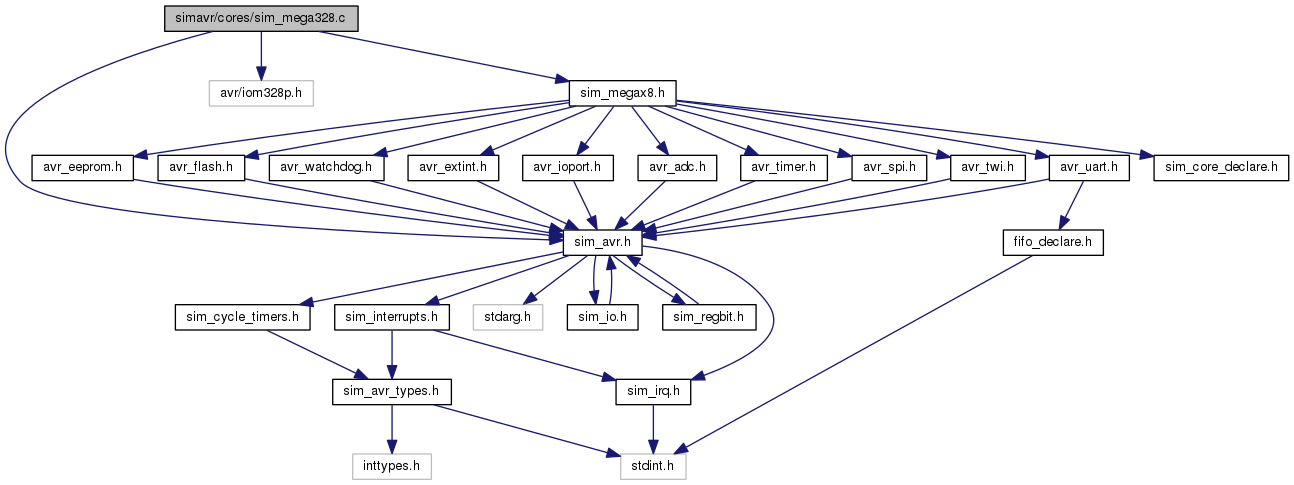 simavr/cores/sim_mega328.c
avr/iom328p.h
sim_megax8.h
avr_eeprom.h
avr_flash.h
avr_watchdog.h
avr_extint.h
avr_ioport.h
avr_adc.h
avr_timer.h
avr_spi.h
avr_twi.h
avr_uart.h
sim_core_declare.h
sim_avr.h
fifo_declare.h
sim_cycle_timers.h
sim_interrupts.h
stdarg.h
sim_io.h
sim_regbit.h
sim_avr_types.h
sim_irq.h
inttypes.h
stdint.h